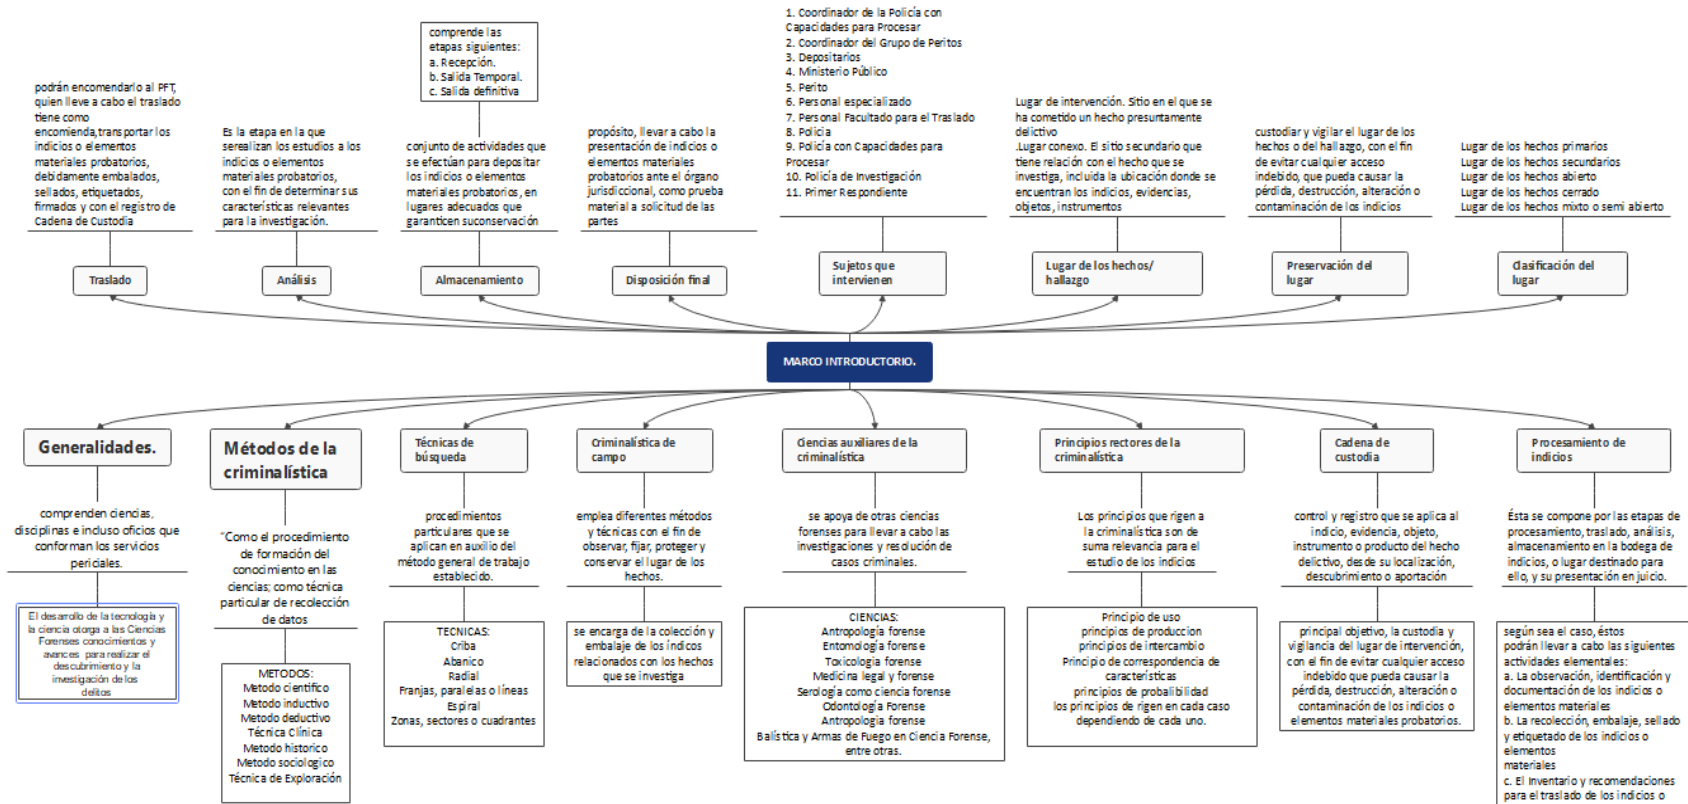 podrán encomendarlo al PFT,
quien lleve a cabo el traslado
tiene como
encomienda,transportar los
indicios o elementos
materiales probatorios,
debidamente embalados,
sellados, etiquetados,
firmados y con el registro de
Cadena de Custodia
Traslado
Es la etapa en la que
serealizan los estudios a los
indicios o elementos
materiales probatorios,
con el fin de determinar sus
características relevantes
para la investigación.
Análisis
comprende las
etapas siguientes:
a. Recepción.
b. Salida Temporal.
c. Salida definitiva
conjunto de actividades que
se efectúan para depositar
los indicios o elementos
materiales probatorios, en
lugares adecuados que
garanticen suconservación
Almacenamiento
propósito, llevar a cabo la
presentación de indicios o
elementos materiales
probatorios ante el órgano
jurisdiccional, como prueba
material a solicitud de las
partes
Disposición final
1. Coordinador de la Policía con
Capacidades para Procesar
2. Coordinador del Grupo de Peritos
3. Depositarios
4. Ministerio Público
5. Perito
6. Personal especializado
7. Personal Facultado para el Traslado
8. Policia
9. Policía con Capacidades para
Procesar
10. Policía de Investigación
11. Primer Respondiente
Sujetos que
intervienen
Lugar de intervención. Sitio en el que se
ha cometido un hecho presuntamente
delictivo
.Lugar conexo. El sitio secundario que
tiene relación con el hecho que se
investiga, incluida la ubicación donde se
encuentran los indicios, evidencias,
objetos, instrumentos
Lugar de los hechos/
hallazgo
custodiar y vigilar el lugar de los
hechos o del hallazgo, con el fin
de evitar cualquier acceso
indebido, que pueda causar la
pérdida, destrucción, alteración o
contaminación de los indicios
Preservación del
lugar
Lugar de los hechos primarios
Lugar de los hechos secundarios
Lugar de los hechos abierto
Lugar de los hechos cerrado
Lugar de los hechos mixto o semi abierto
Clasificación del
lugar
MARCO INTRODUCTORIO.
Generalidades.
comprenden ciencias,
disciplinas e incluso oficios que
conforman los servicios
periciales.
El desarrollo de la tecnología y
la ciencia otorga a las Ciencias
Forenses conocimientos y
avances para realizar el
descubrimiento y la
investigación de los
delitos
Métodos de la
criminalística
"Como el procedimiento
de formación del
conocimiento en las
ciencias; como técnica
particular de recolección
de datos
METODOS:
Metodo científico
Metodo inductivo
Metodo deductivo
Técnica Clínica
Metodo historico
Metodo sociologico
Técnica de Exploración
Técnicas de
búsqueda
procedimientos
particulares que se
aplican en auxilio del
método general de trabajo
establecido.
TECNICAS:
Criba
Abanico
Radial
Franjas, paralelas o líneas
Espiral
Zonas, sectores o cuadrantes
Criminalística de
campo
emplea diferentes métodos
y técnicas con el fin de
observar, fijar, proteger y
conservar el lugar de los
hechos.
se encarga de la colección y
embalaje de los índicos
relacionados con los hechos
que se investiga
Ciencias auxiliares de la
criminalística
se apoya de otras ciencias
forenses para llevar a cabo las
investigaciones y resolución de
casos criminales.
CIENCIAS:
Antropología forense
Entomología forense
Toxicología forense
Medicina legal y forense
Serología como ciencia forense
Odontología Forense
Antropología forense
Balística y Armas de Fuego en Ciencia Forense,
entre otras.
Principios rectores de la
criminalística
Los principios que rigen a
la criminalística son de
suma relevancia para el
estudio de los indicios
Principio de uso
principios de produccion
principios de intercambio
Principio de correspondencia de
características
principios de probabilidad
los principios de rigen en cada caso
dependiendo de cada uno.
Cadena de
custodia
control y registro que se aplica al
indicio, evidencia, objeto,
instrumento o producto del hecho
delictivo, desde su localización,
descubrimiento o aportación
principal objetivo, la custodia y
vigilancia del lugar de intervención,
con el fin de evitar cualquier acceso
indebido que pueda causar la
pérdida, destrucción, alteración o
contaminación de los indicios o
elementos materiales probatorios.
Procesamiento de
indicios
Ésta se compone por las etapas de
procesamiento, traslado, análisis,
almacenamiento en la bodega de
indicios, o lugar destinado para
ello, y su presentación en juicio.
según sea el caso, éstos
podrán llevar a cabo las siguientes
actividades elementales:
a. La observación, identificación y
documentación de los indicios o
elementos materiales
b. La recolección, embalaje, sellado
y etiquetado de los indicios o
elementos
materiales
c. El Inventario y recomendaciones
para el traslado de los indicios o